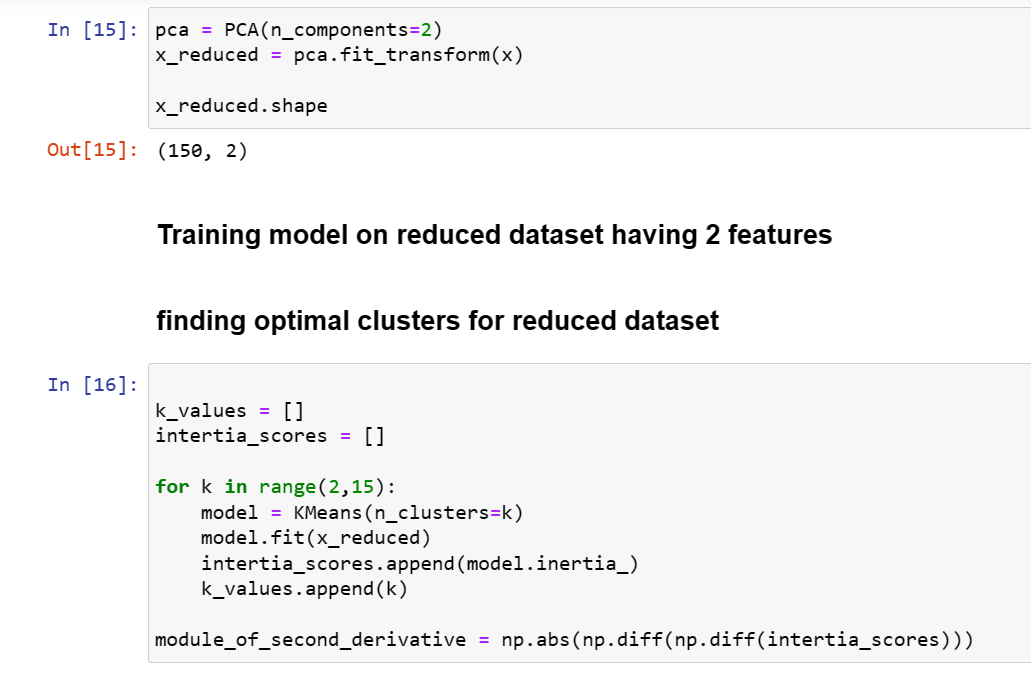 In [15]: pca = PCA(n_components=2)
x_reduced = pca.fit_transform(x)
x_reduced.shape
Out[15]: (150, 2)
Training model on reduced dataset having 2 features
finding optimal clusters for reduced dataset
In [16]:
k_values = []
intertia_scores = []
for k in range(2,15):
    model = KMeans(n_clusters=k)
    model.fit(x_reduced)
    intertia_scores.append(model.inertia_)
    k_values.append(k)
module_of_second_derivative = np.abs(np.diff(np.diff(intertia_scores)))